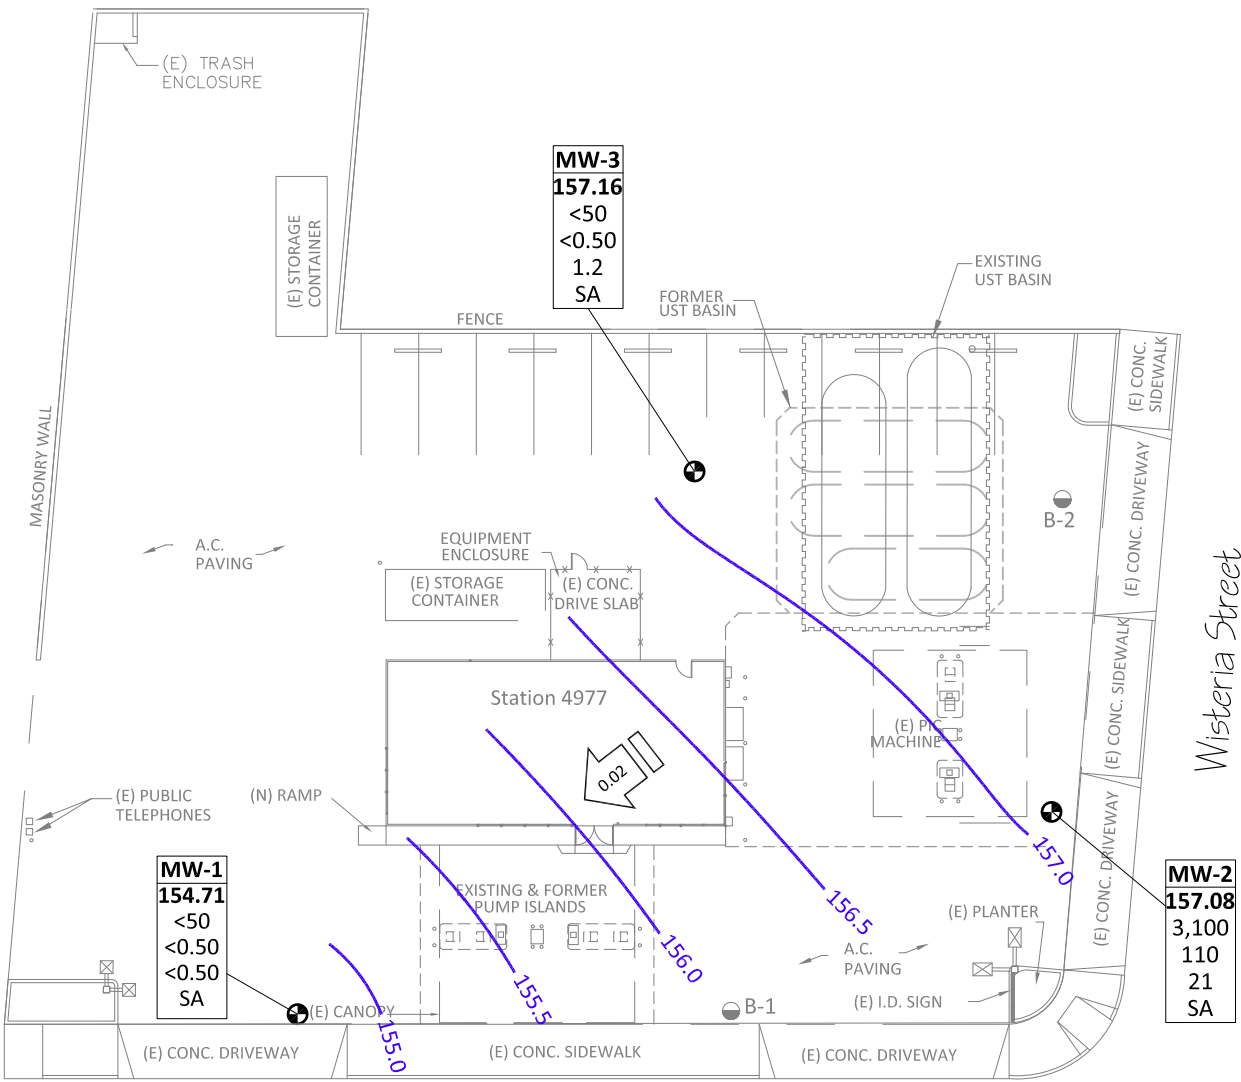 (E) TRASH
ENCLOSURE
MW-3
157.16
<50
<0.50
1.2
SA
(E) STORAGE
CONTAINER
EXISTING
UST BASIN
FORMER
UST BASIN
FENCE
(E) CONC.
SIDEWALK
MASONRY WALL
(E) CONC. DRIVEWAY
B-2
A.C.
PAVING
EQUIPMENT
ENCLOSURE
(E) STORAGE
CONTAINER
(E) CONC.
DRIVE SLAB
Wisteria Street
(E) CONC. SIDEWALK
Station 4977
(E) PIC
MACHINE
0.02
(E) PUBLIC
TELEPHONES
(N) RAMP
157.0
(E) CONC. DRIVEWAY
MW-1
154.71
<50
<0.50
<0.50
SA
MW-2
157.08
3,100
110
21
SA
EXISTING & FORMER
PUMP ISLANDS
156.5
(E) PLANTER
156.0
A.C.
PAVING
155.5
(E) I.D. SIGN
(E) CANOPY
B-1
155.0
(E) CONC. DRIVEWAY
(E) CONC. SIDEWALK
(E) CONC. DRIVEWAY